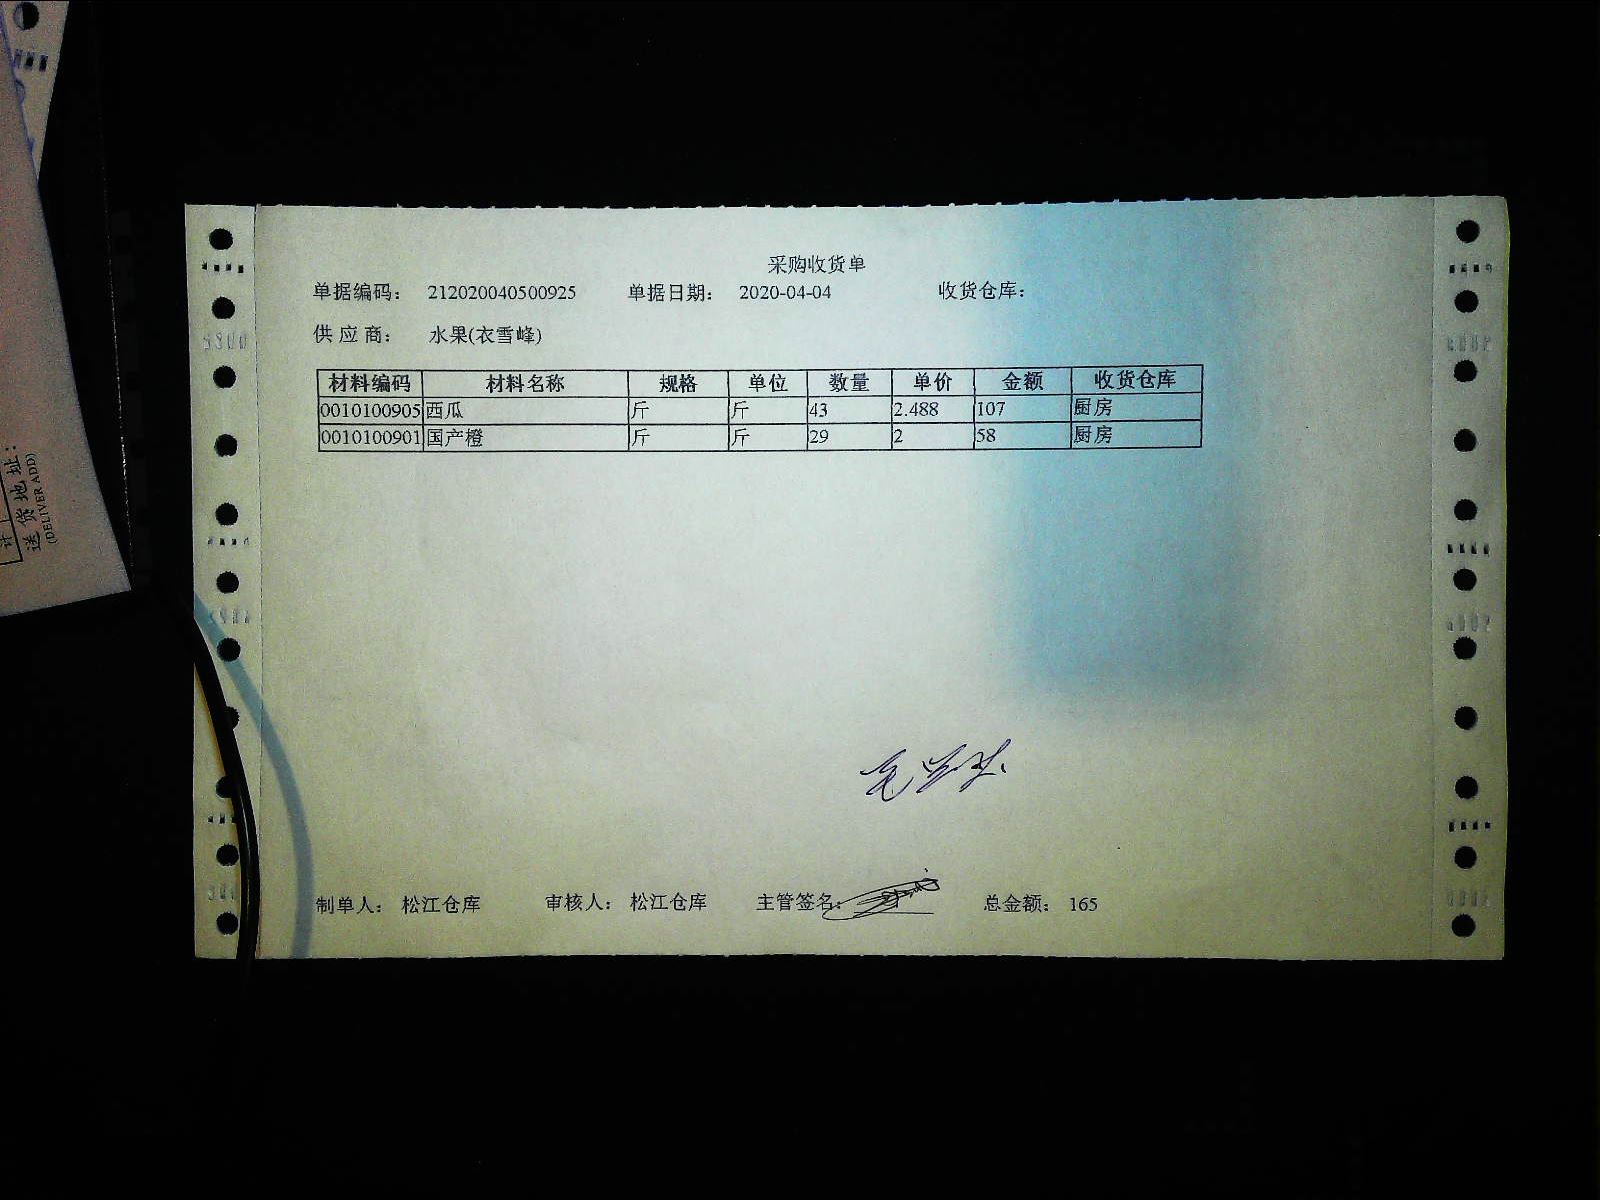 采购收货单
单据编码： 212020040500925 单据日期： 2020-04-04 收货仓库：
供 应 商： 水果(衣雪峰)
材料编码 材料名称 规格 单位 数量 单价 金额 收货仓库
0010100905 西瓜 斤 斤 43 2.488 107 厨房
0010100901 国产橙 斤 斤 29 2 58 厨房
制单人： 松江仓库 审核人： 松江仓库 主管签名： 总金额： 165
送货地址：
(DELIVER ADD)
计